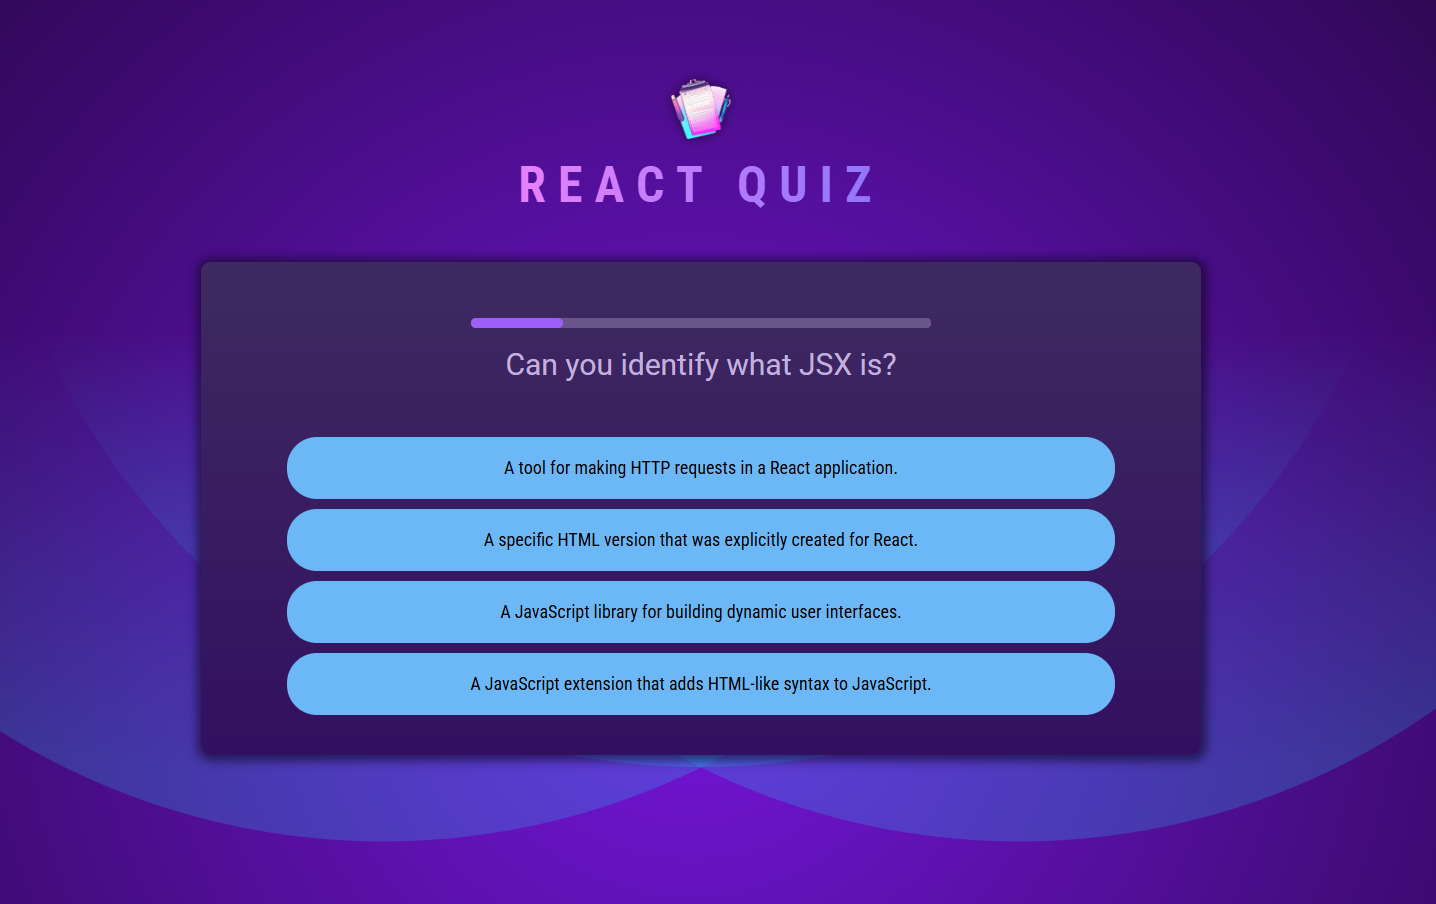 REACT QUIZ
Can you identify what JSX is?
A tool for making HTTP requests in a React application.
A specific HTML version that was explicitly created for React.
A JavaScript library for building dynamic user interfaces.
A JavaScript extension that adds HTML-like syntax to JavaScript.